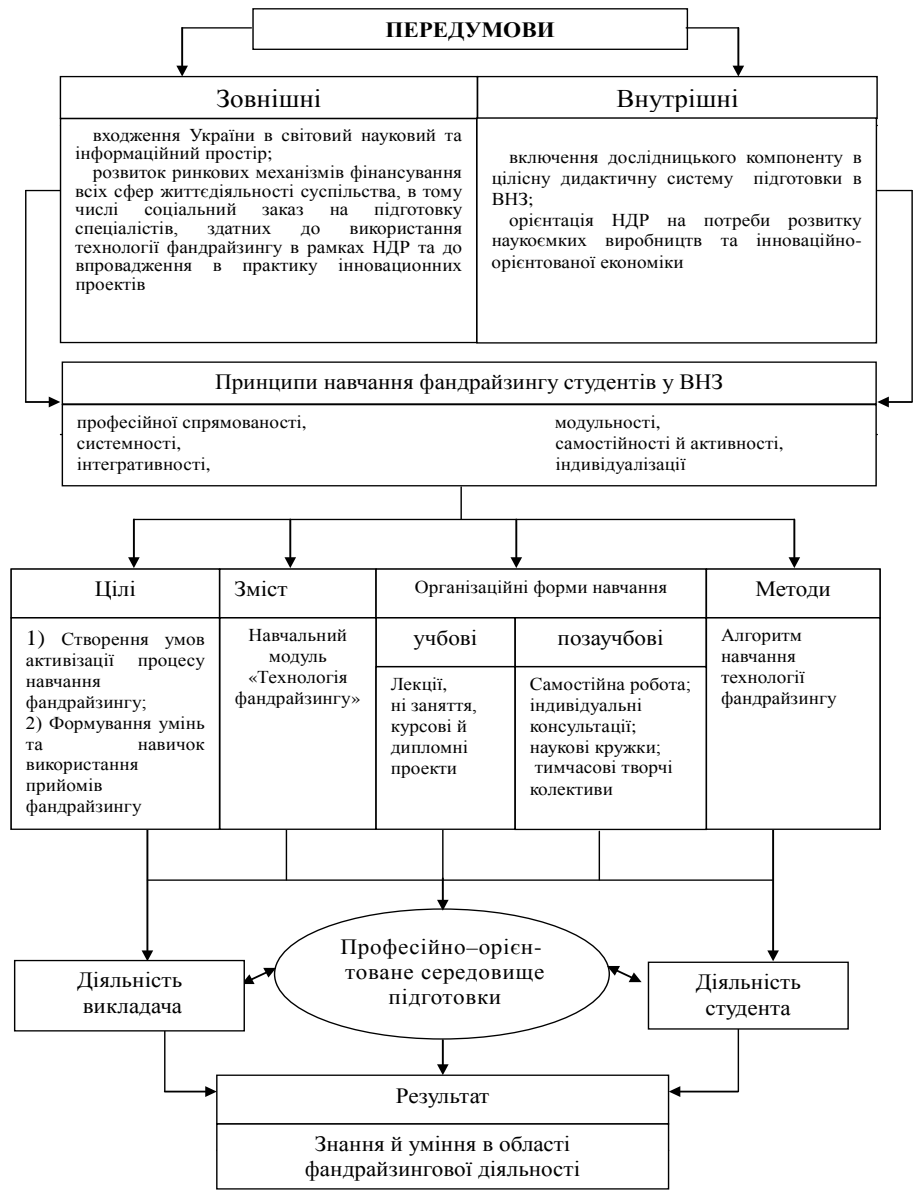 ПЕРЕДУМОВИ
Зовнішні
входження України в світовий науковий та
інформаційний простір;
розвиток ринкових механізмів фінансування
всіх сфер життєдіяльності суспільства, в тому
числі соціальний заказ на підготовку
спеціалістів, здатних до використання
технології фандрайзингу в рамках НДР та до
впровадження в практику інновационних
проектів
Внутрішні
включення дослідницького компоненту в
цілісну дидактичну систему підготовки в
ВНЗ;
орієнтація НДР на потреби розвитку
наукоємких виробництв та інноваційно-
орієнтованої економіки
Принципи навчання фандрайзингу студентів у ВНЗ
професійної спрямованості,
системності,
інтегративності,
модульності,
самостійності й активності,
індивідуалізації
Цілі
1) Створення умов
активізації процесу
навчання
фандрайзингу;
2) Формування умінь
та навичок
використання
прийомів
фандрайзингу
Зміст
Навчальний
модуль
«Технологія
фандрайзингу»
Організаційні форми навчання
учбові
Лекції,
ні заняття,
курсові й
дипломні
проекти
позаучбові
Самостійна робота;
індивідуальні
консультації;
наукові кружки;
тимчасові творчі
колективи
Методи
Алгоритм
навчання
технології
фандрайзингу
Професійно–орієн-
товане середовище
підготовки
Діяльність
викладача
Діяльність
студента
Результат
Знання й уміння в області
фандрайзингової діяльності